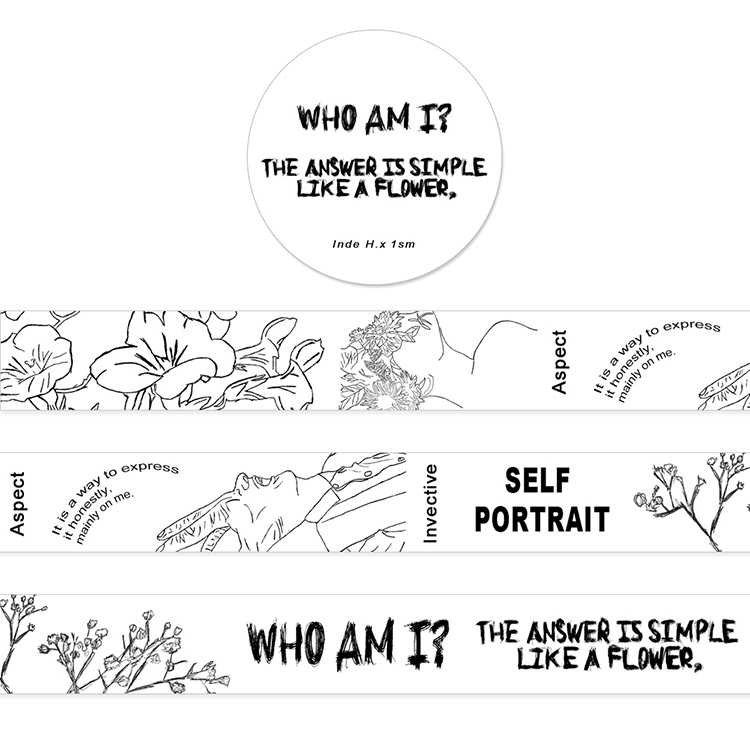 WHO AM I?
THE ANSWER IS SIMPLE
LIKE A FLOWER,
Inde H.x 1sm
Aspect
It is a way to express
it honestly,
mainly on me.
Aspect
It is a way to express
it honestly,
mainly on me.
Invective
SELF
PORTRAIT
WHO AM I?
THE ANSWER IS SIMPLE
LIKE A FLOWER,